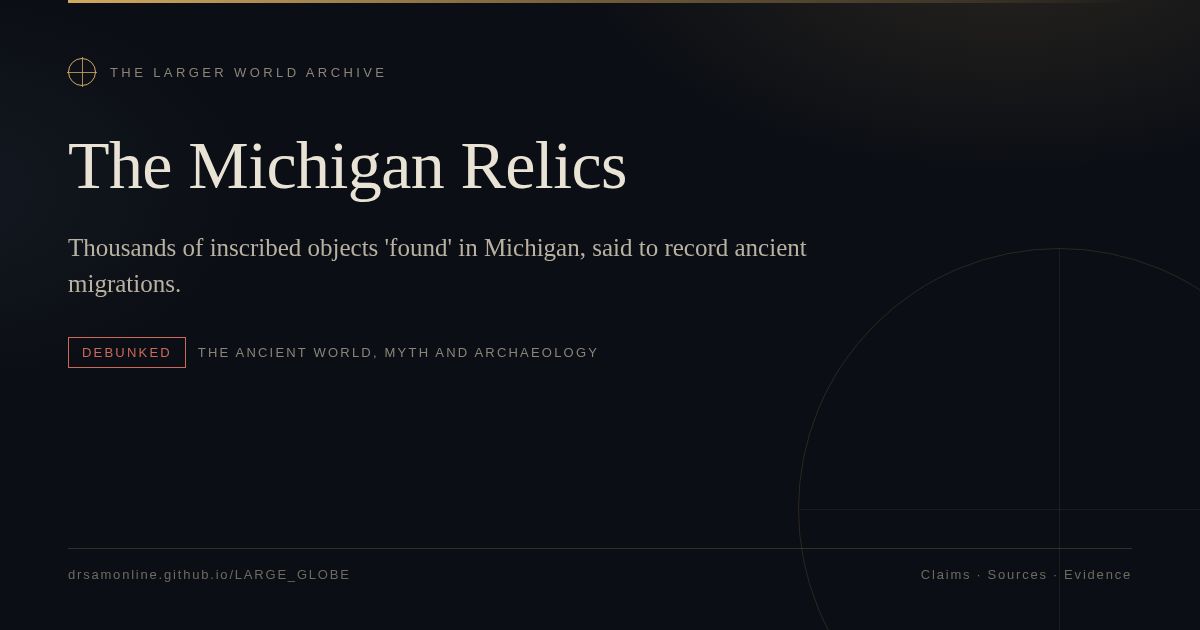 THE LARGER WORLD ARCHIVE
The Michigan Relics
Thousands of inscribed objects 'found' in Michigan, said to record ancient
migrations.
DEBUNKED THE ANCIENT WORLD, MYTH AND ARCHAEOLOGY
drsamonline.github.io/LARGE_GLOBE
Claims · Sources · Evidence